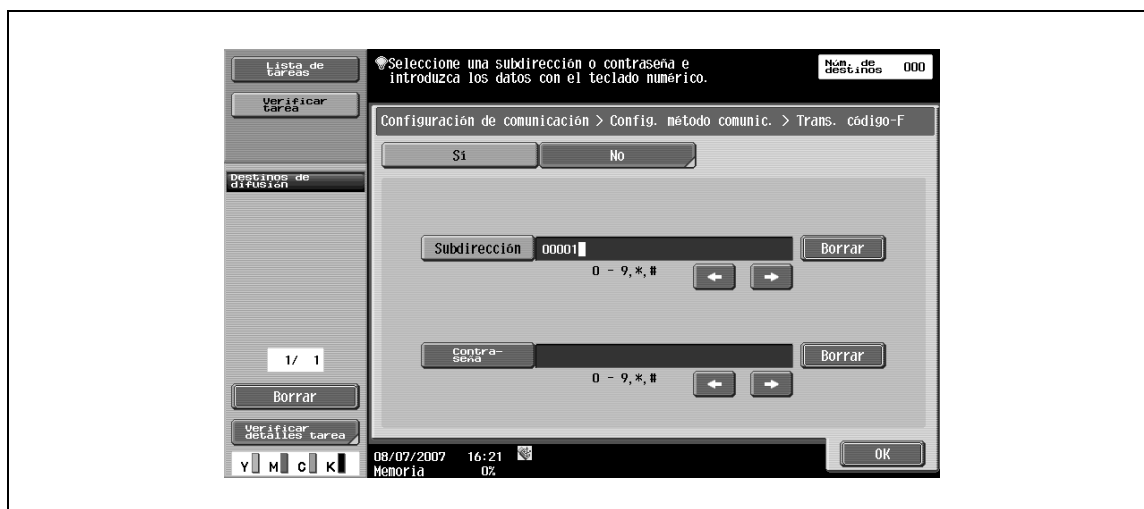 Lista de
tareas
Verificar
tarea
Destinos de
difusión
1/ 1
Borrar
Verificar
detalles tarea
Y M C K
Seleccione una subdirección o contraseña e
introduzca los datos con el teclado numérico.
Núm. de
destinos 000
Configuración de comunicación > Config. método comunic. > Trans. código-F
Sí No
Subdirección 00001 Borrar
0 - 9,*,#
Contra-
seña Borrar
0 - 9,*,#
08/07/2007 16:21
Memoria 0%
OK